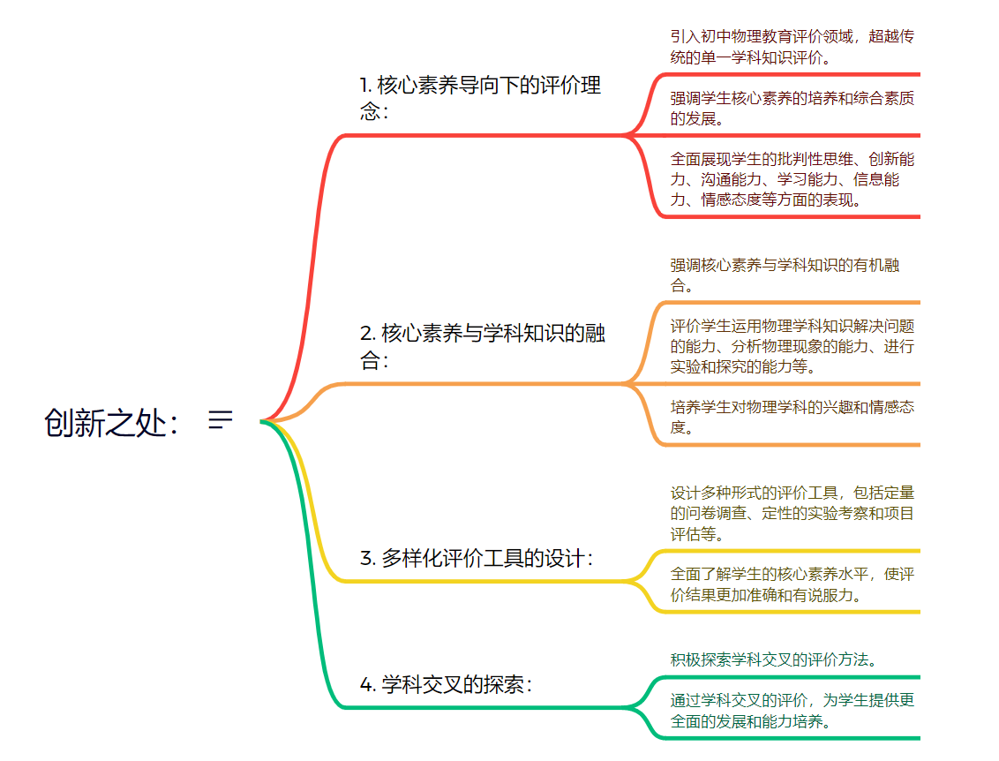 创新之处：
1. 核心素养导向下的评价理
念：
引入初中物理教育评价领域，超越传
统的单一学科知识评价。
强调学生核心素养的培养和综合素质
的发展。
全面展现学生的批判性思维、创新能
力、沟通能力、学习能力、信息能
力、情感态度等方面的表现。
2. 核心素养与学科知识的融
合：
强调核心素养与学科知识的有机融
合。
评价学生运用物理学科知识解决问题
的能力、分析物理现象的能力、进行
实验和探究的能力等。
培养学生对物理学科的兴趣和情感态
度。
3. 多样化评价工具的设计：
设计多种形式的评价工具，包括定量
的问卷调查、定性的实验考察和项目
评估等。
全面了解学生的核心素养水平，使评
价结果更加准确和有说服力。
4. 学科交叉的探索：
积极探索学科交叉的评价方法。
通过学科交叉的评价，为学生提供更
全面的发展和能力培养。